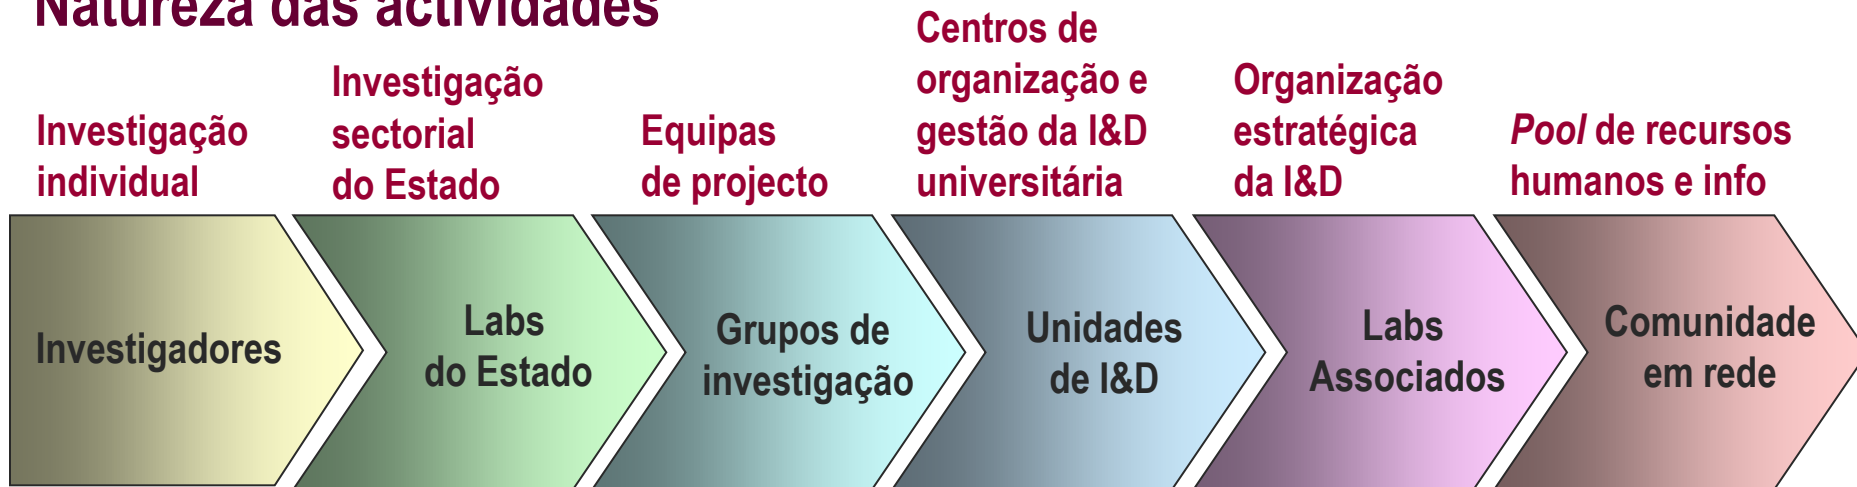 Natureza das actividades
Investigação
individual
Investigação
sectorial
do Estado
Equipas
de projecto
Centros de
organização e
gestão da I&D
universitária
Organização
estratégica
da I&D
Pool de recursos
humanos e info
Investigadores
Labs
do Estado
Grupos de
investigação
Unidades
de I&D
Labs
Associados
Comunidade
em rede